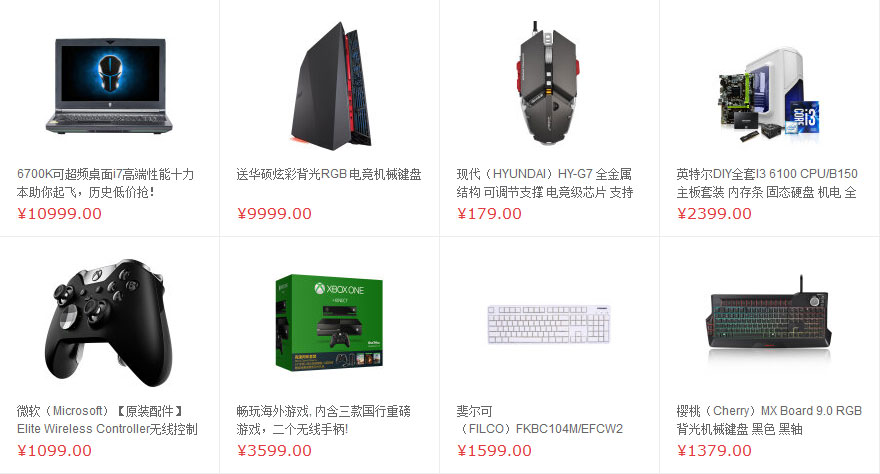 6700K可超频桌面i7高端性能十力
本助你起飞，历史低价抢！
¥10999.00
送华硕炫彩背光RGB电竞机械键盘
¥9999.00
现代（HYUNDAI）HY-G7 全金属
结构 可调节支撑 电竞级芯片 支持
¥179.00
英特尔DIY全套I3 6100 CPU/B150
主板套装 内存条 固态硬盘 机电 全
¥2399.00
微软（Microsoft）【原装配件】
Elite Wireless Controller无线控制
¥1099.00
XBOX ONE
畅玩海外游戏, 内含三款国行重磅
游戏，二个无线手柄!
¥3599.00
斐尔可
（FILCO）FKBC104M/EFCW2
¥1599.00
樱桃（Cherry）MX Board 9.0 RGB
背光机械键盘 黑色 黑轴
¥1379.00